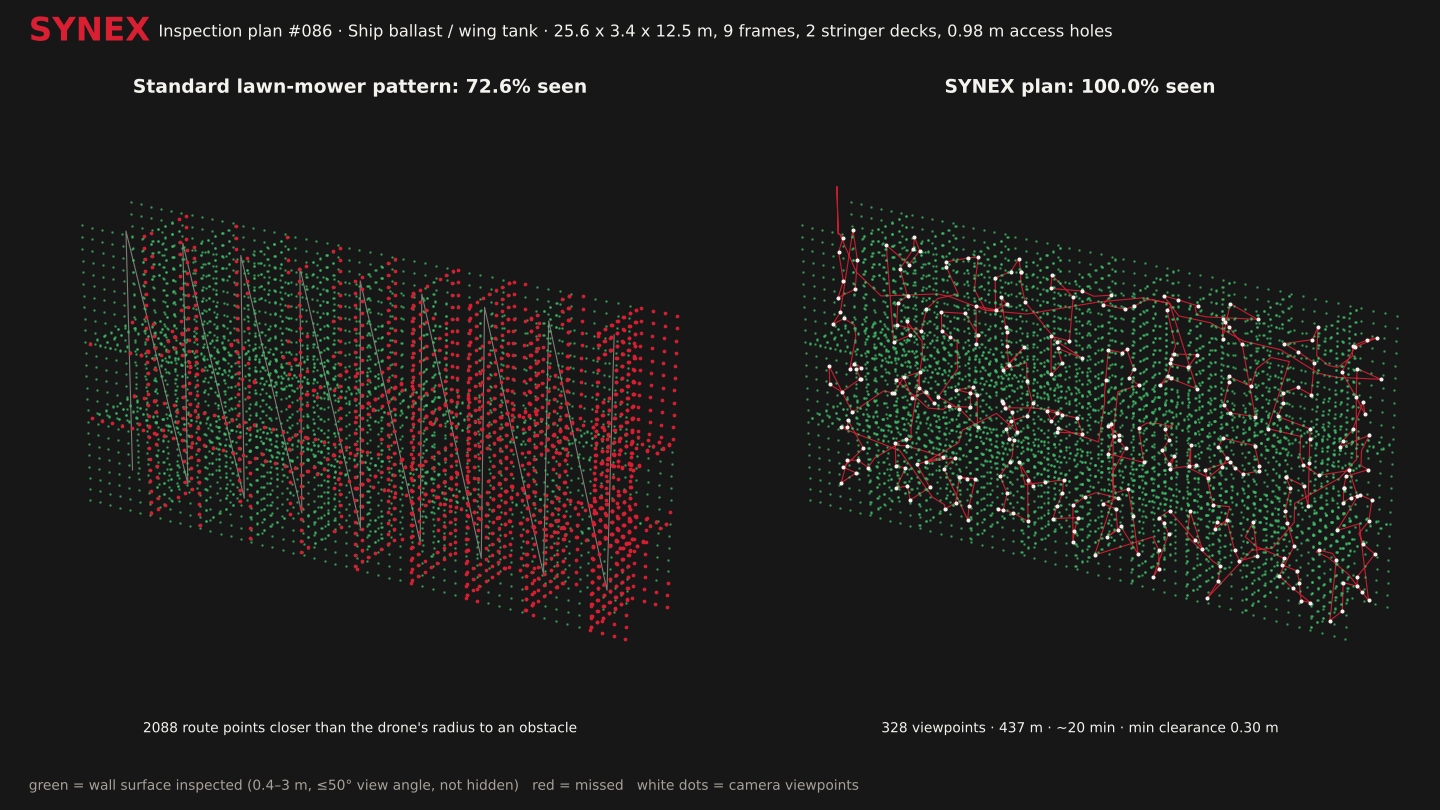 SYNEX Inspection plan #086 · Ship ballast / wing tank · 25.6 x 3.4 x 12.5 m, 9 frames, 2 stringer decks, 0.98 m access holes
Standard lawn-mower pattern: 72.6% seen
SYNEX plan: 100.0% seen
2088 route points closer than the drone's radius to an obstacle
328 viewpoints · 437 m · ~20 min · min clearance 0.30 m
green = wall surface inspected (0.4–3 m, ≤50° view angle, not hidden)   red = missed   white dots = camera viewpoints